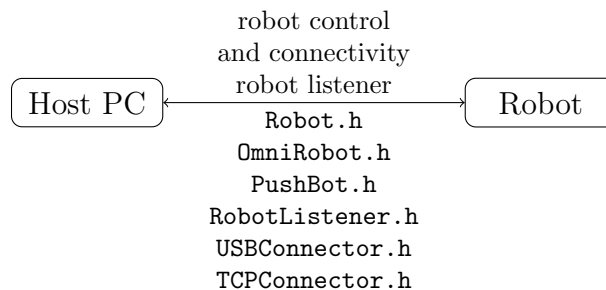 robot control
and connectivity
robot listener
Host PC
Robot
Robot.h
OmniRobot.h
PushBot.h
RobotListener.h
USBConnector.h
TCPConnector.h